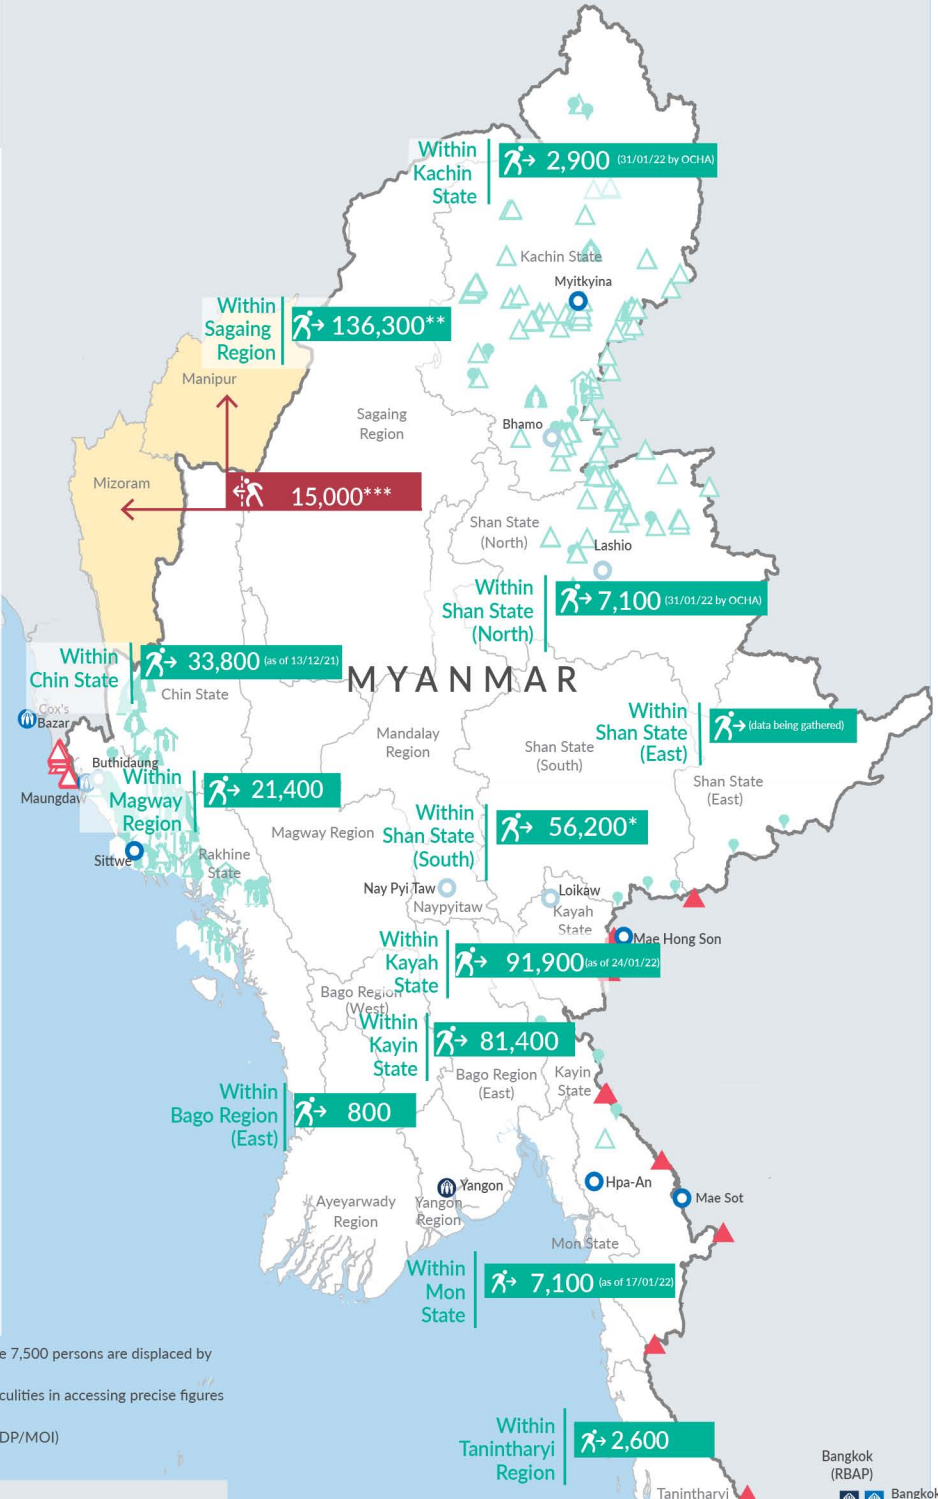 Within
Kachin
State
2,900 (31/01/22 by OCHA)
Kachin State
Myitkyina
Within
Sagaing
Region
136,300**
Manipur
Sagaing
Region
Bhamo
Mizoram
15,000***
Shan State
(North)
Lashio
Within
Shan State
(North)
7,100 (31/01/22 by OCHA)
Within
Chin State
33,800 (as of 13/12/21)
MYANMAR
Chin State
Cox's
Bazar
Within
Shan State
(East)
(data being gathered)
Mandalay
Region
Shan State
(South)
Shan State
(East)
Buthidaung
Maungdaw
Within
Magway
Region
21,400
Magway Region
Within
Shan State
(South)
56,200*
Sittwe
Rakhine
State
Nay Pyi Taw
Naypyitaw
Loikaw
Kayah
State
Mae Hong Son
Within
Kayah
State
91,900 (as of 24/01/22)
Bago Region
(West)
Within
Kayin
State
81,400
Bago Region
(East)
Kayin
State
Within
Bago Region
(East)
800
Yangon
Yangon
Region
Ayeyarwady
Region
Hpa-An
Mae Sot
Mon State
Within
Mon
State
7,100 (as of 17/01/22)
e 7,500 persons are displaced by
culities in accessing precise figures
DP/MOI)
Within
Tanintharyi
Region
2,600
Bangkok
(RBAP)
Bangkok
Tanintharyi